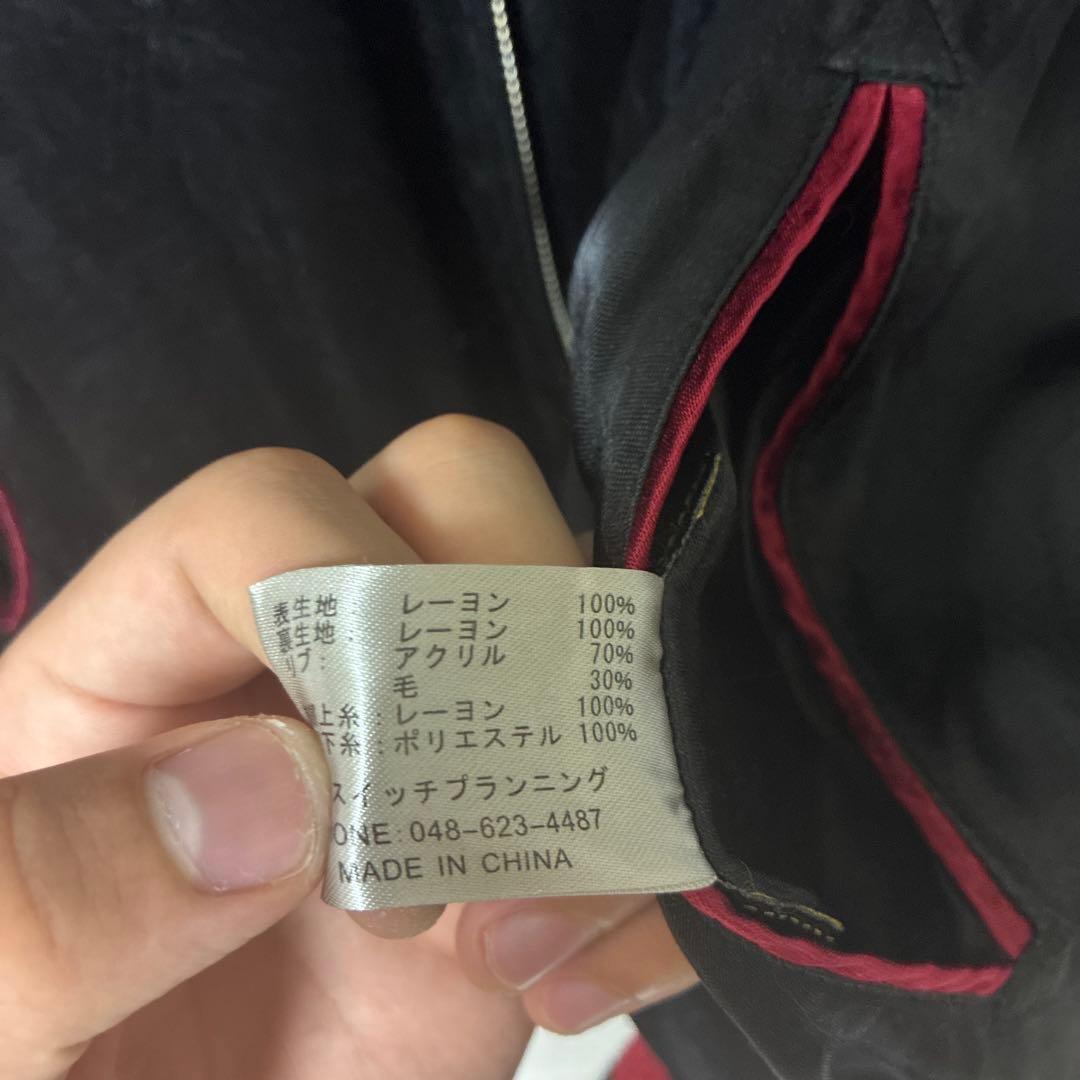 表生地: レーヨン 100%
裏生地: レーヨン 100%
リブ: アクリル 70%
毛 30%
上糸: レーヨン 100%
下糸: ポリエステル 100%
スイッチプランニング
ONE: 048-623-4487
MADE IN CHINA